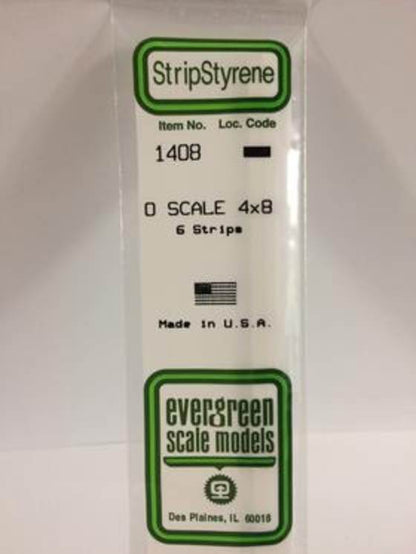 StripStyrene
Item No. Loc. Code
1408
O SCALE 4x8
6 Strips
Made in U.S.A.
evergreen
scale models
Des Plaines, IL 60018